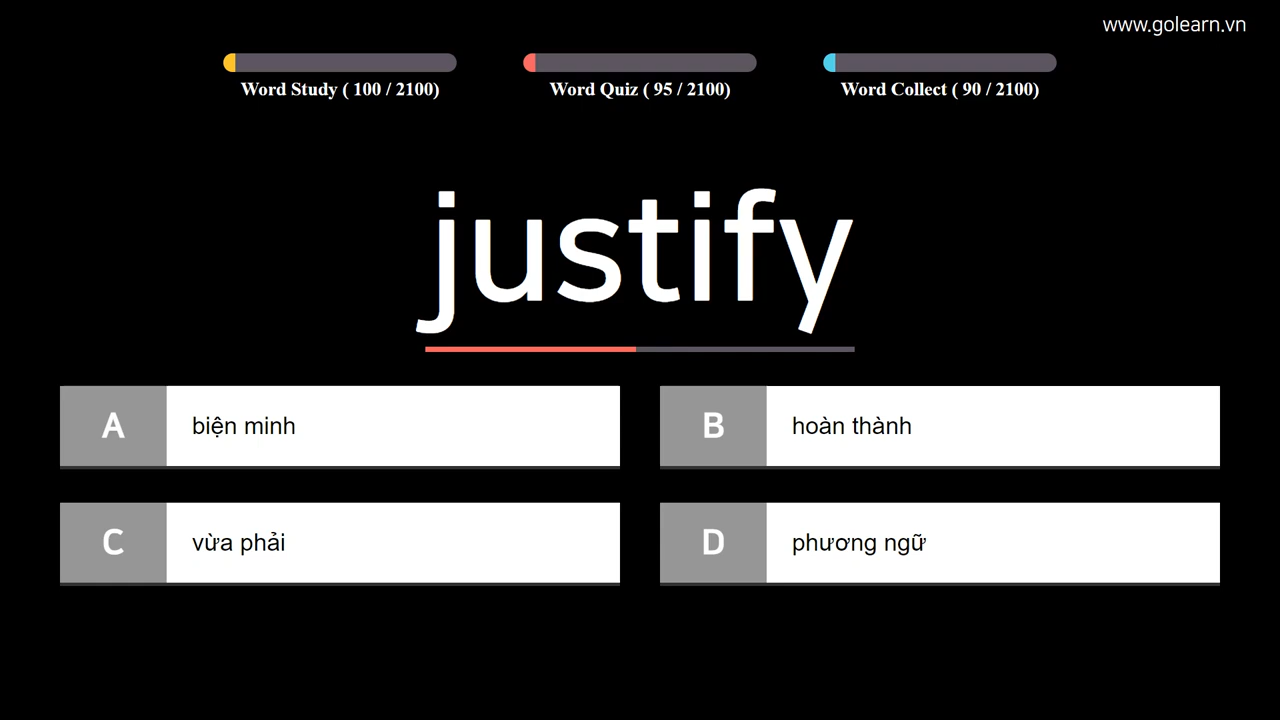 www.golearn.vn
Word Study ( 100 / 2100)
Word Quiz ( 95 / 2100)
Word Collect ( 90 / 2100)
justify
A biện minh
B hoàn thành
C vừa phải
D phương ngữ